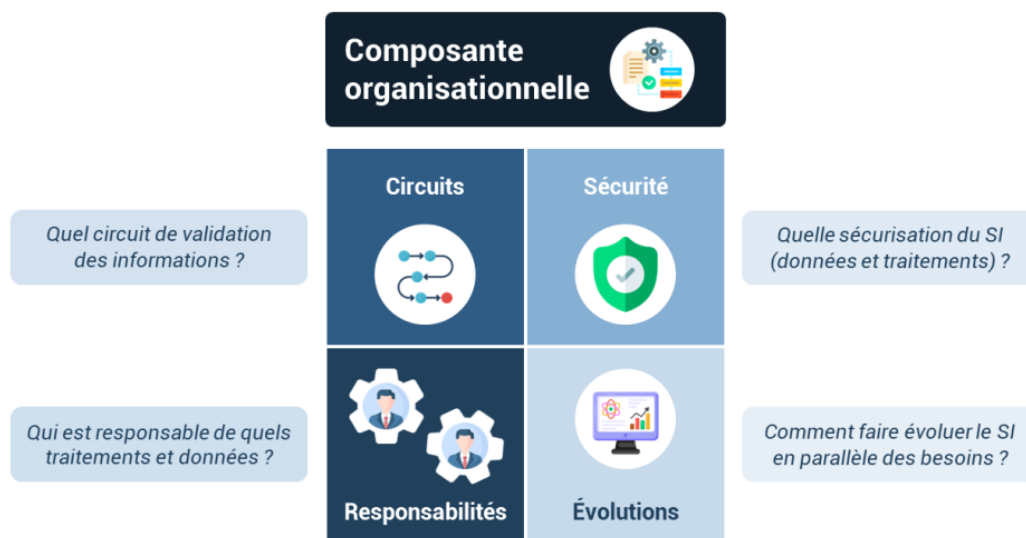 Composante
organisationnelle
Circuits
Sécurité
Quel circuit de validation
des informations ?
Quelle sécurisation du SI
(données et traitements) ?
Qui est responsable de quels
traitements et données ?
Comment faire évoluer le SI
en parallèle des besoins ?
Responsabilités
Évolutions